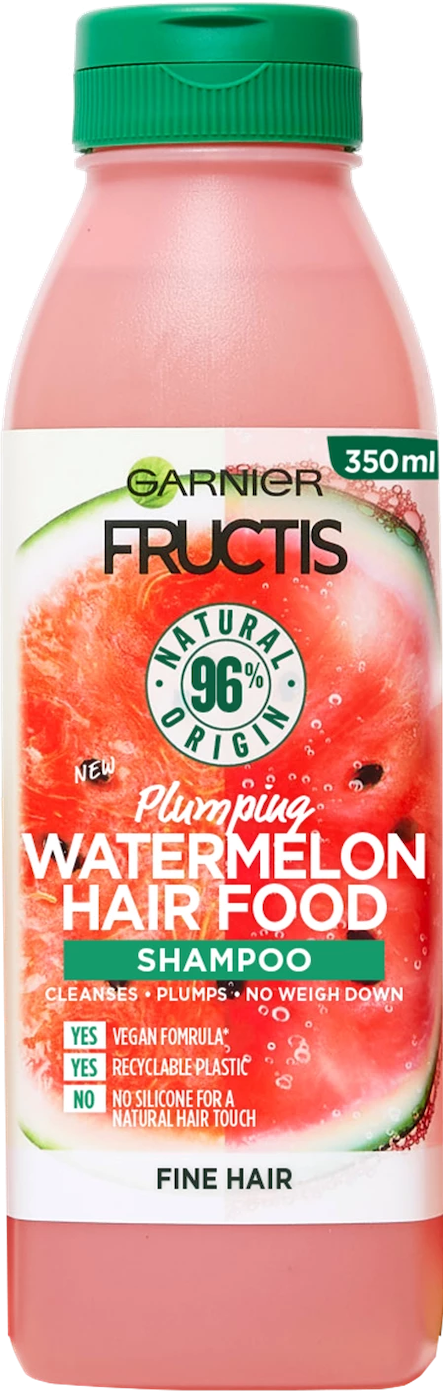 350ml
GARNIER
FRUCTIS
NATURAL
96%
ORIGIN
NEW
Plumping
WATERMELON
HAIR FOOD
SHAMPOO
CLEANSES • PLUMPS • NO WEIGH DOWN
YES VEGAN FOMRULA*
YES RECYCLABLE PLASTIC
NO NO SILICONE FOR A
NATURAL HAIR TOUCH
FINE HAIR